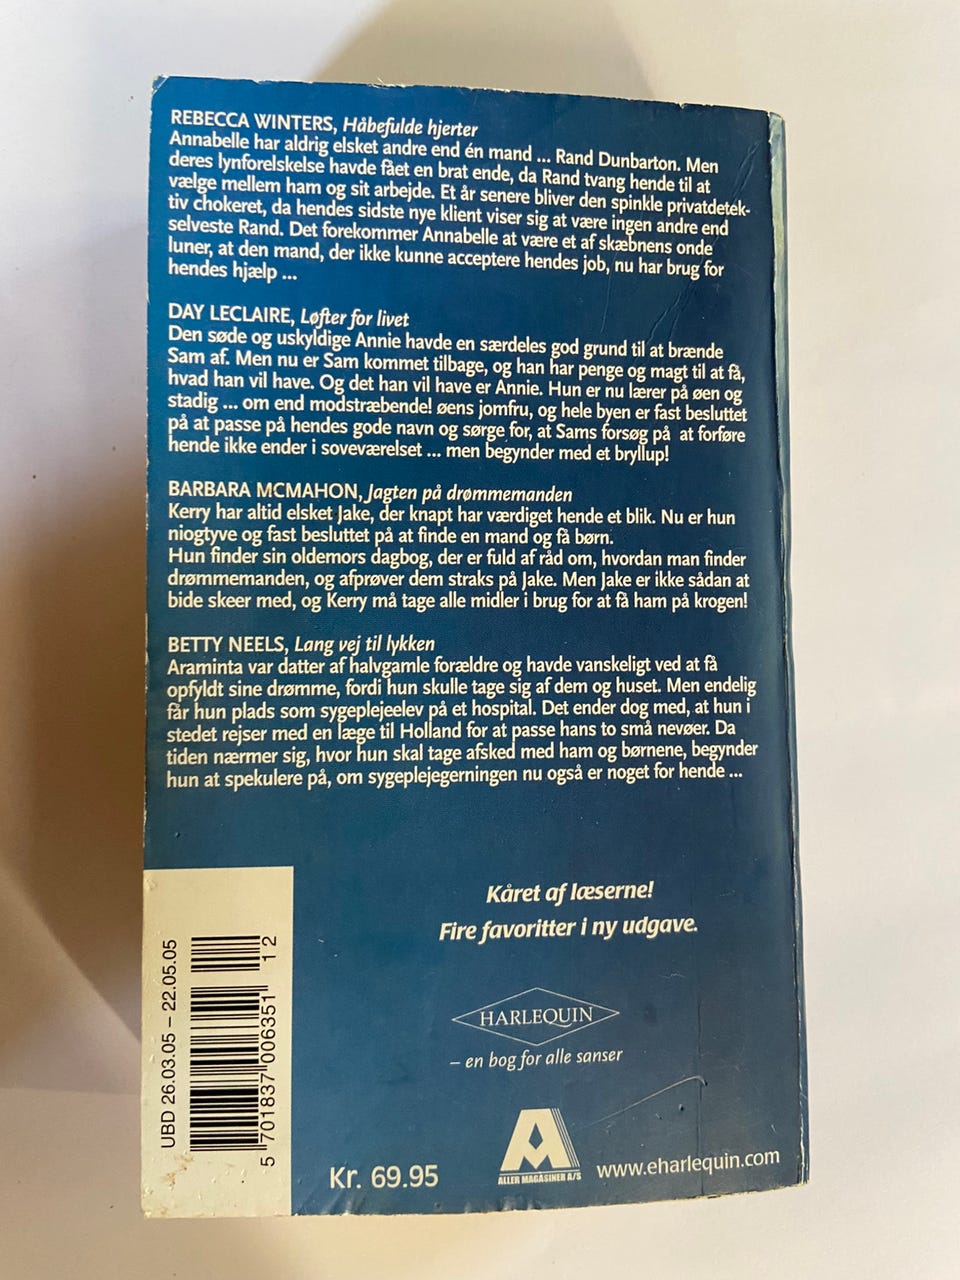 REBECCA WINTERS, Håbefulde hjerter
Annabelle har aldrig elsket andre end én mand ... Rand Dunbarton. Men
deres lynforelskelse havde fået en brat ende, da Rand tvang hende til at
vælge mellem ham og sit arbejde. Et år senere bliver den spinkle privatdetek-
tiv chokeret, da hendes sidste nye klient viser sig at være ingen andre end
selveste Rand. Det forekommer Annabelle at være et af skæbnens onde
luner, at den mand, der ikke kunne acceptere hendes job, nu har brug for
hendes hjælp ...
DAY LECLAIRE, Løfter for livet
Den søde og uskyldige Annie havde en særdeles god grund til at brænde
Sam af. Men nu er Sam kommet tilbage, og han har penge og magt til at få,
hvad han vil have. Og det han vil have er Annie. Hun er nu lærer på øen og
stadig ... om end modstræbende! øens jomfru, og hele byen er fast besluttet
på at passe på hendes gode navn og sørge for, at Sams forsøg på at forføre
hende ikke ender i soveværelset ... men begynder med et bryllup!
BARBARA MCMAHON, Jagten på drømmemanden
Kerry har altid elsket Jake, der knapt har værdiget hende et blik. Nu er hun
niogtyve og fast besluttet på at finde en mand og få børn.
Hun finder sin oldemors dagbog, der er fuld af råd om, hvordan man finder
drømmemanden, og afprøver dem straks på Jake. Men Jake er ikke sådan at
bide skeer med, og Kerry må tage alle midler i brug for at få ham på krogen!
BETTY NEELS, Lang vej til lykken
Araminta var datter af halvgamle forældre og havde vanskeligt ved at få
opfyldt sine drømme, fordi hun skulle tage sig af dem og huset. Men endelig
får hun plads som sygeplejeelev på et hospital. Det ender dog med, at hun i
stedet rejser med en læge til Holland for at passe hans to små nevøer. Da
tiden nærmer sig, hvor hun skal tage afsked med ham og børnene, begynder
hun at spekulere på, om sygeplejegerningen nu også er noget for hende ...
Kåret af læserne!
Fire favoritter i ny udgave.
HARLEQUIN
– en bog for alle sanser
UBD 26.03.05 – 22.05.05
5 701837 006351
12
Kr. 69.95
ALLER MAGASINER A/S
www.eharlequin.com